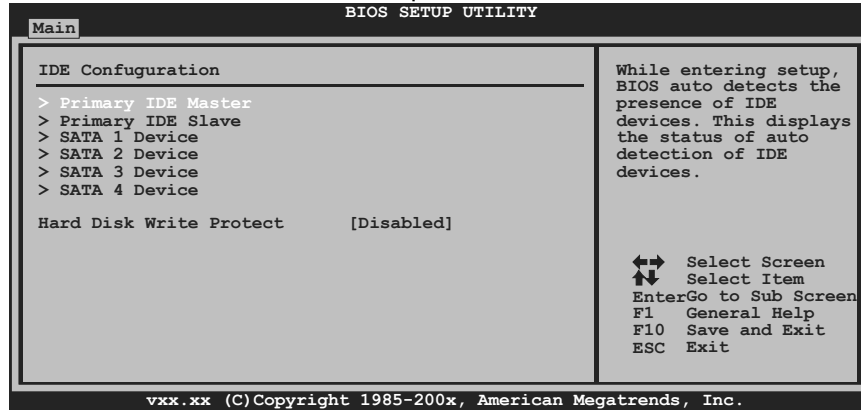 BIOS SETUP UTILITY
Main
IDE Confuguration
> Primary IDE Master
> Primary IDE Slave
> SATA 1 Device
> SATA 2 Device
> SATA 3 Device
> SATA 4 Device
Hard Disk Write Protect [Disabled]
While entering setup,
BIOS auto detects the
presence of IDE
devices. This displays
the status of auto
detection of IDE
devices.
Select Screen
Select Item
EnterGo to Sub Screen
F1 General Help
F10 Save and Exit
ESC Exit
vxx.xx (C)Copyright 1985-200x, American Megatrends, Inc.